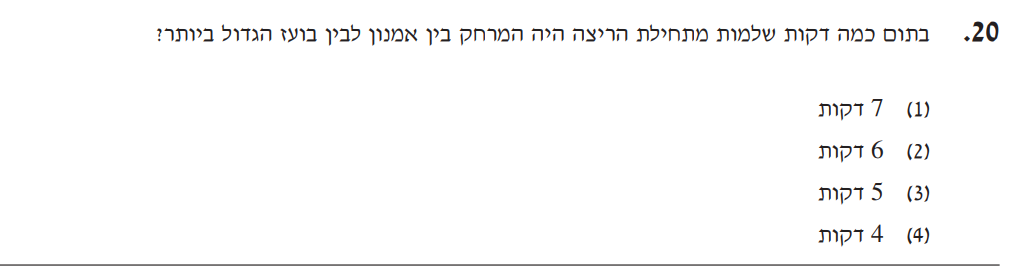 20. בתום כמה דקות שלמות מתחילת הריצה היה המרחק בין אמנון לבין בועז הגדול ביותר?
(1) 7 דקות
(2) 6 דקות
(3) 5 דקות
(4) 4 דקות